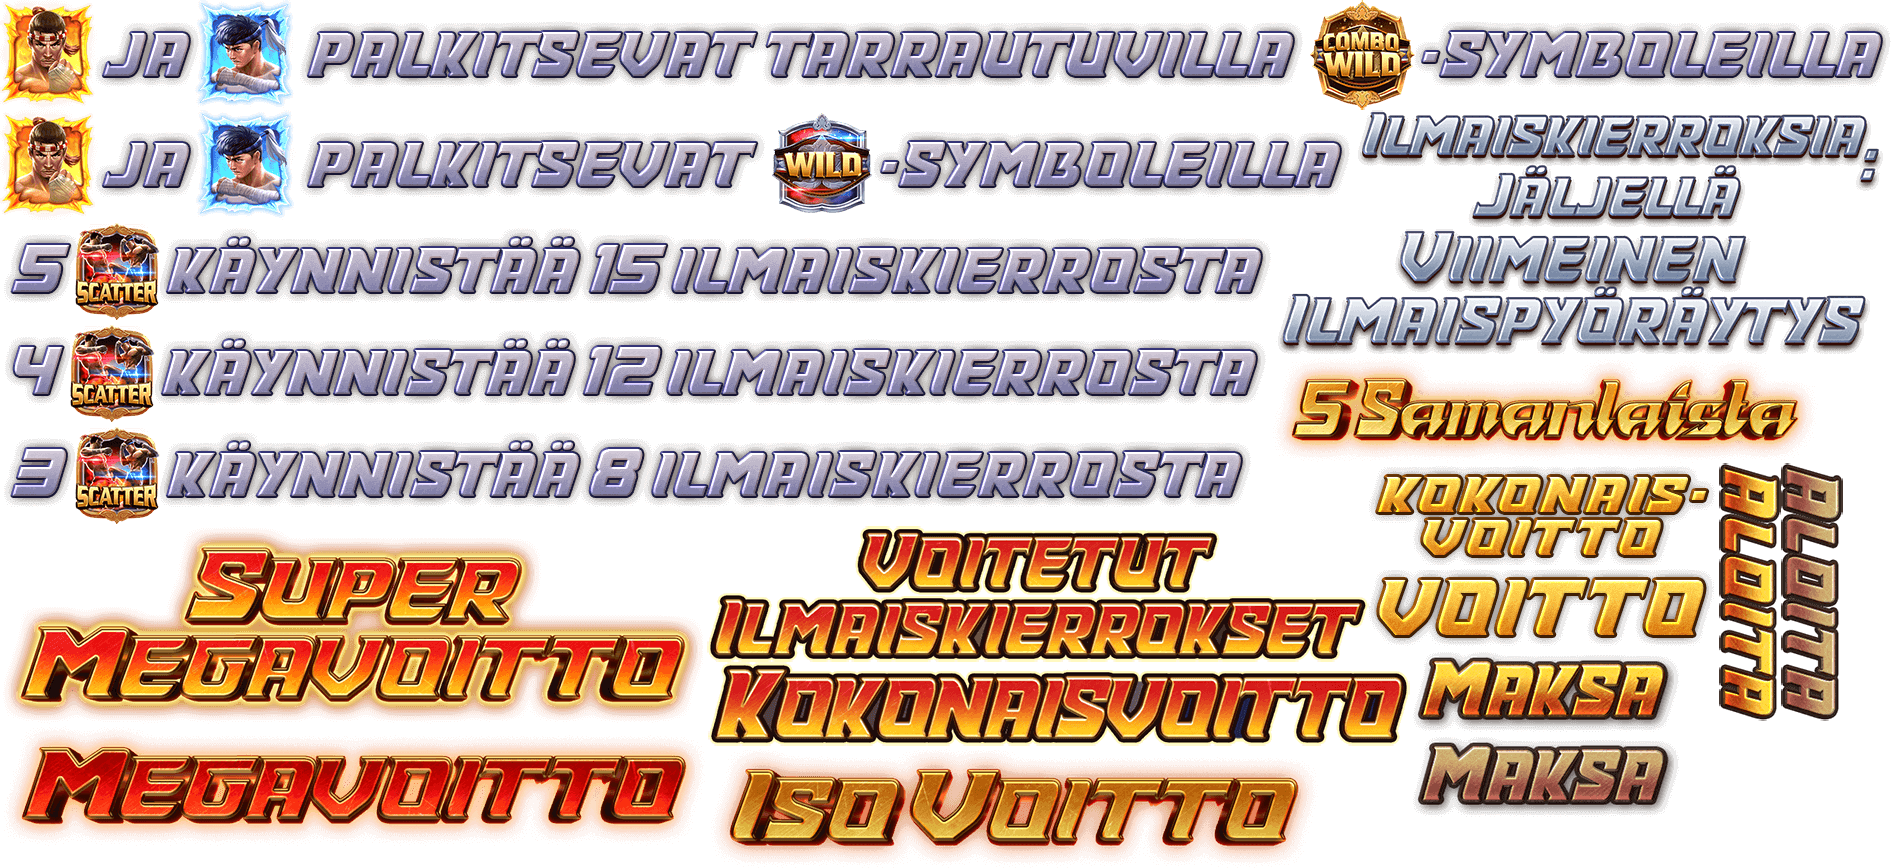 JA PALKITSEVAT TARRAUTUVILLA COMBO WILD -SYMBOLEILLA
JA PALKITSEVAT WILD -SYMBOLEILLA
5 SCATTER KÄYNNISTÄÄ 15 ILMAISKIERROSTA
4 SCATTER KÄYNNISTÄÄ 12 ILMAISKIERROSTA
3 SCATTER KÄYNNISTÄÄ 8 ILMAISKIERROSTA
ILMAISKIERROKSIA
JÄLJELLÄ:
VIIMEINEN
ILMAISPYÖRÄYTYS
5 Samanlaista
KOKONAIS-
VOITTO
VOITTO
MAKSA
MAKSA
ALOITA
ALOITA
SUPER
MEGAVOITTO
MEGAVOITTO
VOITETUT
ILMAISKIERROKSET
KOKONAISVOITTO
ISO VOITTO